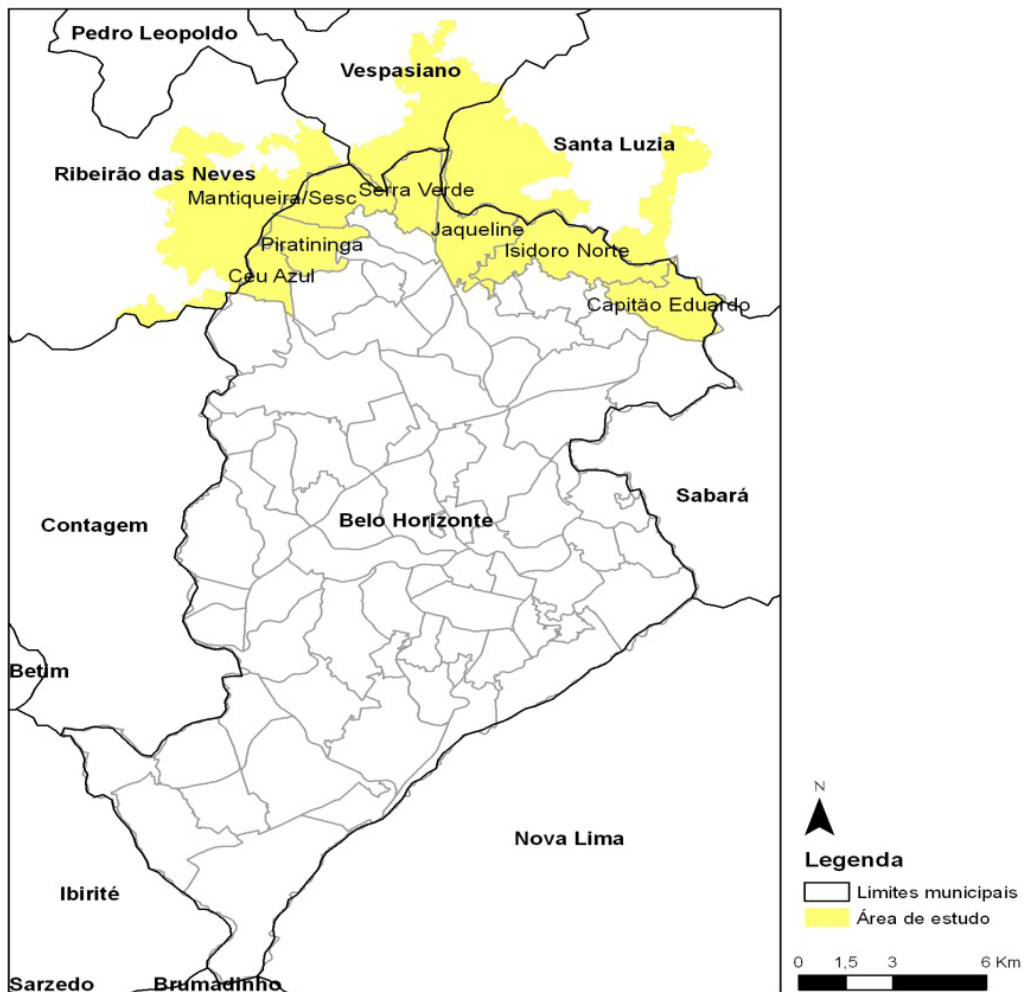 Pedro Leopoldo
Vespasiano
Santa Luzia
Ribeirão das Neves
Mantiqueira/Sesc
Serra Verde
Jaqueline
Piratininga
Isidoro Norte
Céu Azul
Capitão Eduardo
Sabará
Contagem
Belo Horizonte
Betim
Nova Lima
Ibirité
Sarzedo
Brumadinho
N
Legenda
Limites municipais
Área de estudo
0 1,5 3 6 Km